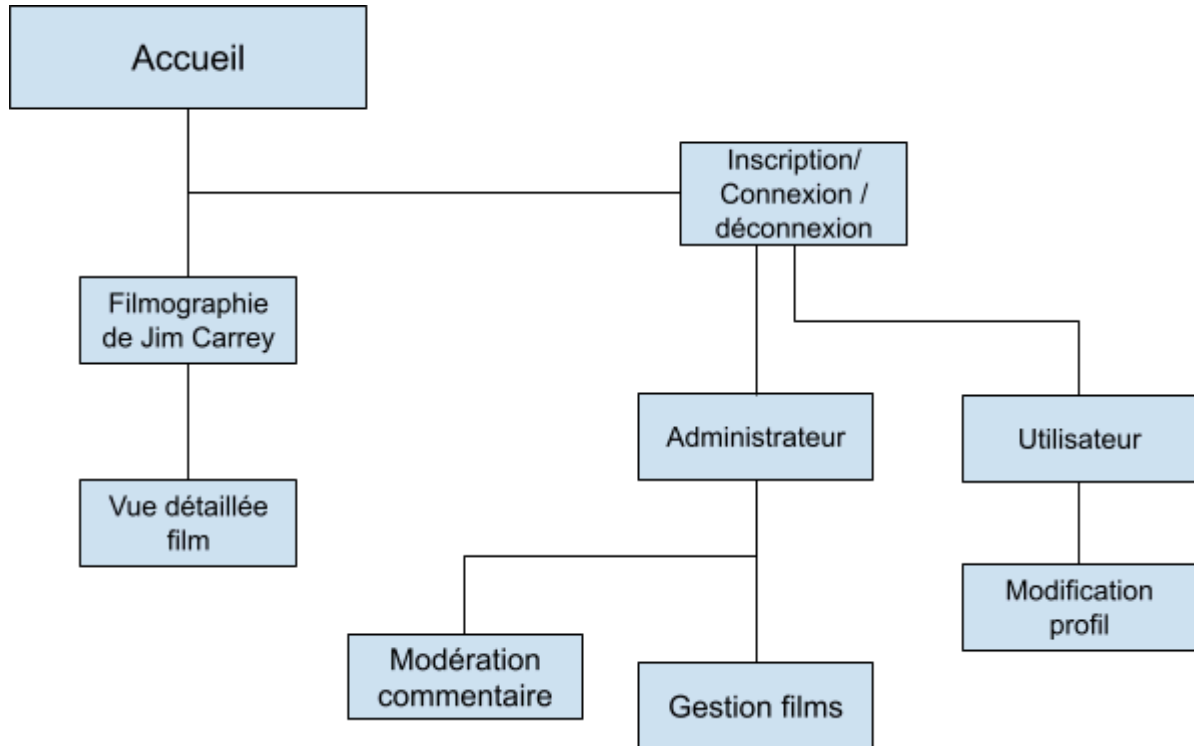 Accueil
Inscription/
Connexion /
déconnexion
Filmographie
de Jim Carrey
Administrateur
Utilisateur
Vue détaillée
film
Modification
profil
Modération
commentaire
Gestion films